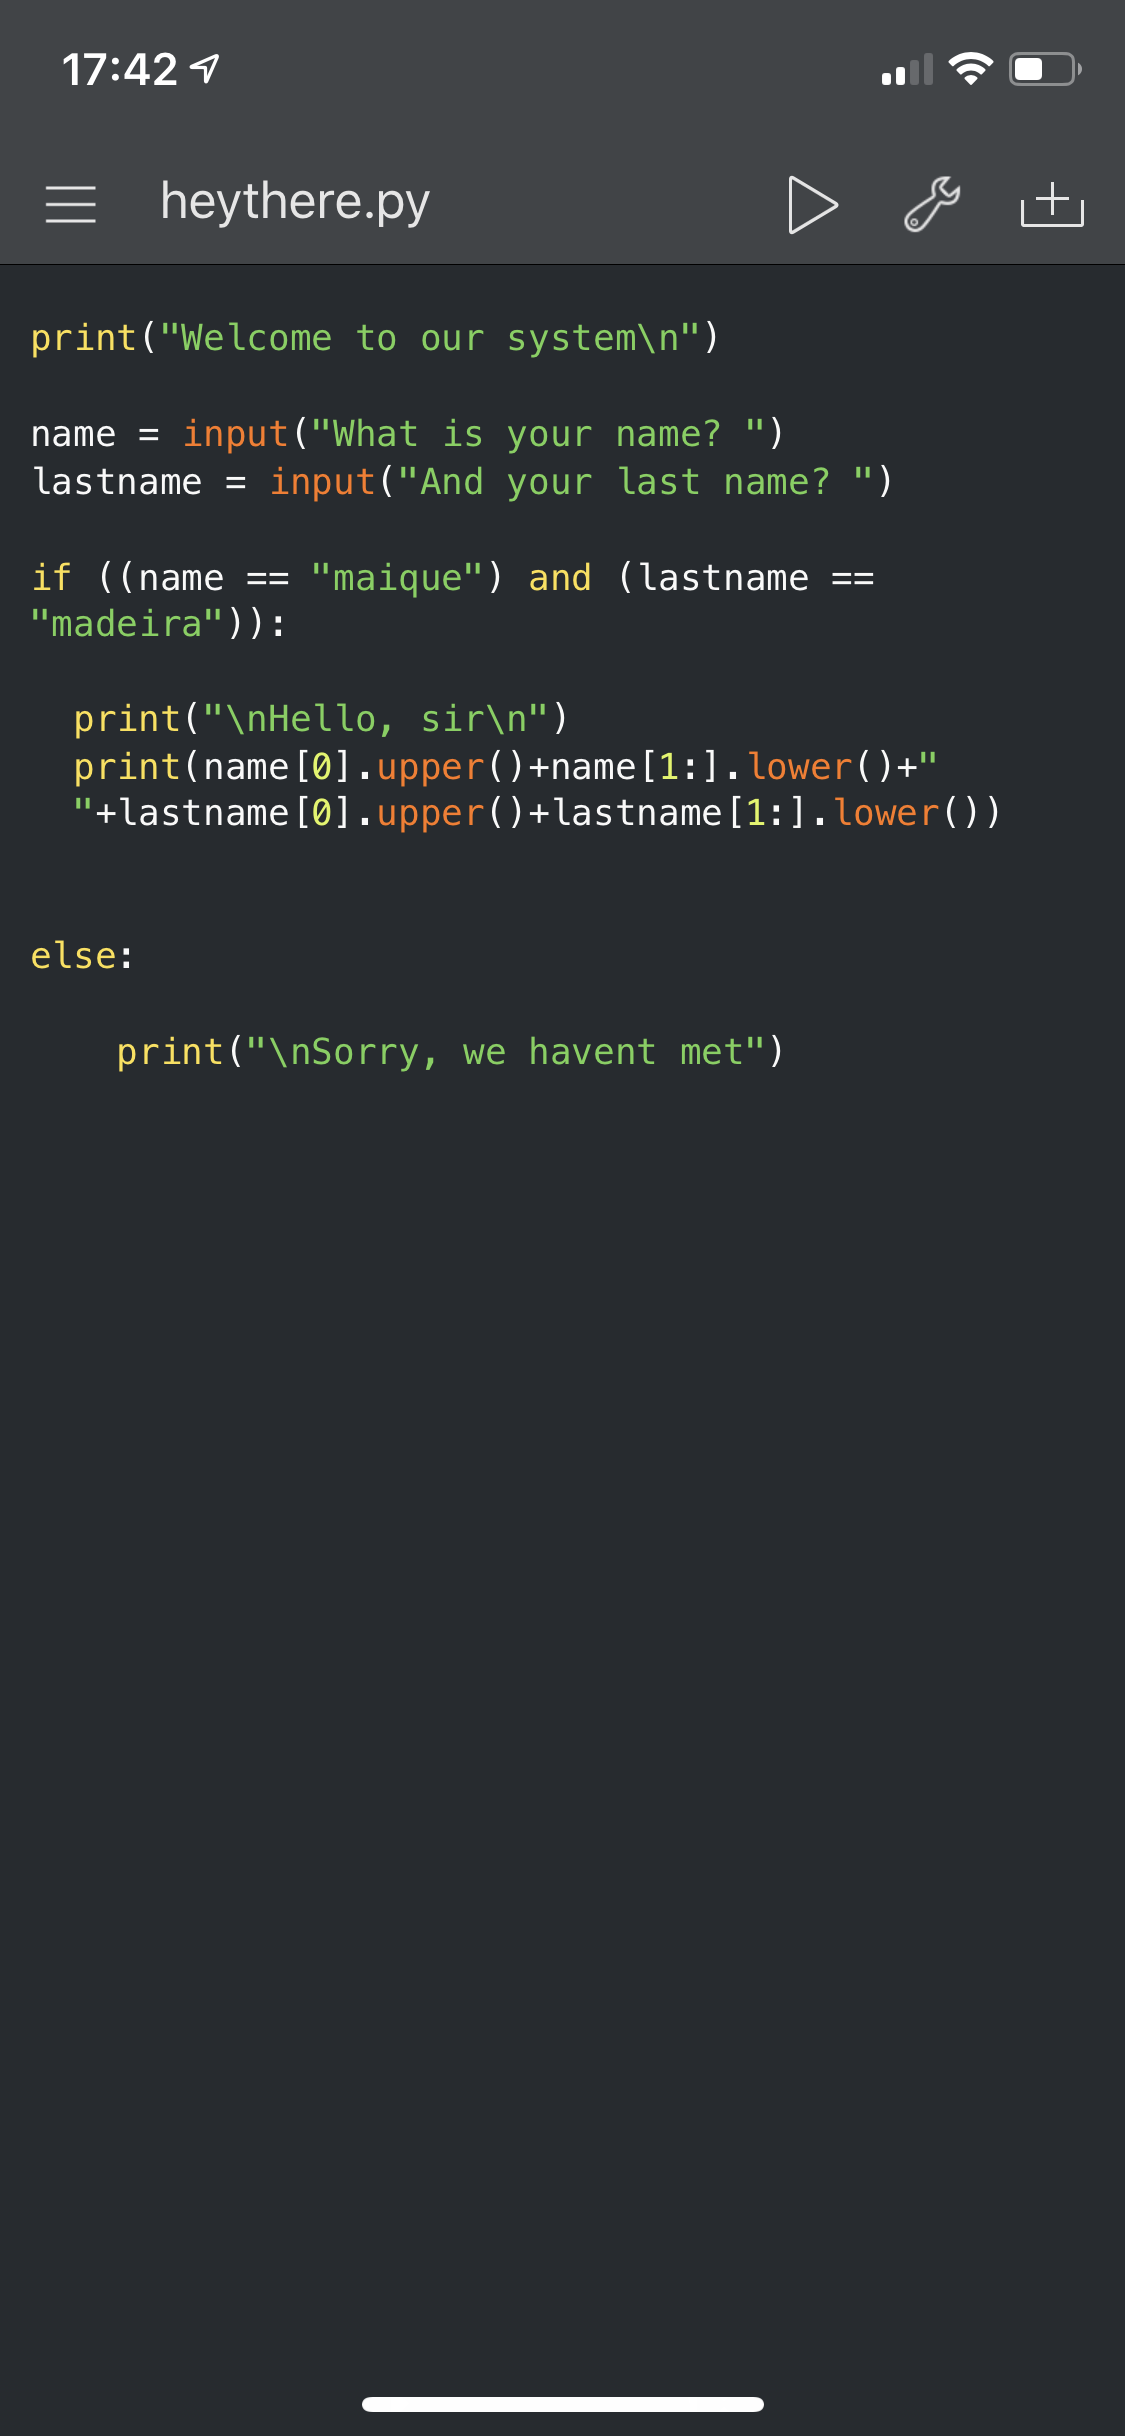 17:42
heythere.py
print("Welcome to our system\n")
name = input("What is your name? ")
lastname = input("And your last name? ")
if ((name == "maique") and (lastname ==
"madeira")):
print("\nHello, sir\n")
print(name[0].upper()+name[1:].lower()+"
"+lastname[0].upper()+lastname[1:].lower())
else:
print("\nSorry, we havent met")